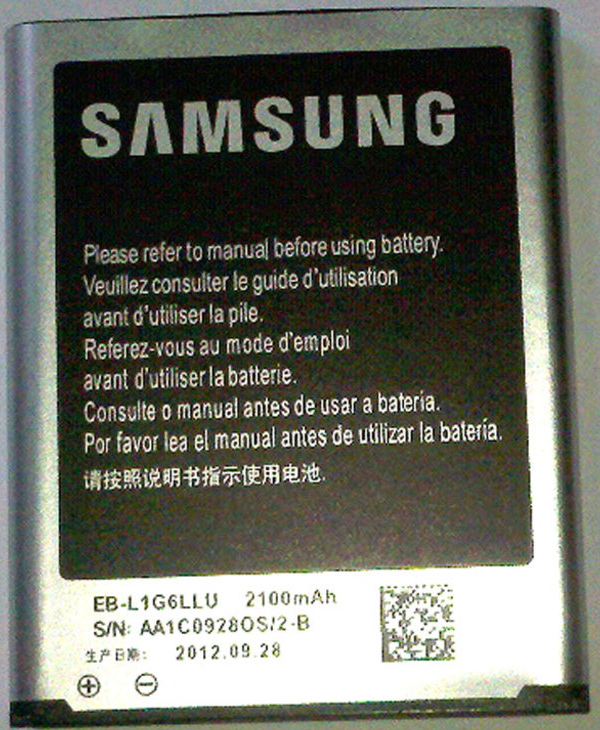 SAMSUNG
Please refer to manual before using battery.
Veuillez consulter le guide d'utilisation
avant d'utiliser la pile.
Referez-vous au mode d'emploi
avant d'utiliser la batterie.
Consulte o manual antes de usar a bateria.
Por favor lea el manual antes de utilizar la batería.
请按照说明书指示使用电池.
EB-L1G6LLU 2100mAh
S/N: AA1C0928OS/2-B
生产日期: 2012.09.28
⊕ ⊖